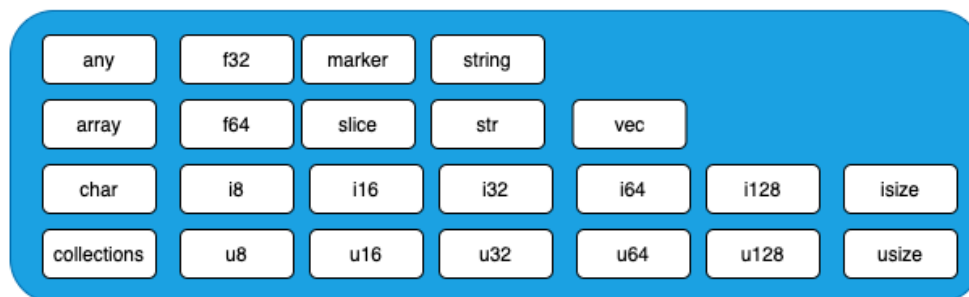 any f32 marker string
array f64 slice str vec
char i8 i16 i32 i64 i128 isize
collections u8 u16 u32 u64 u128 usize